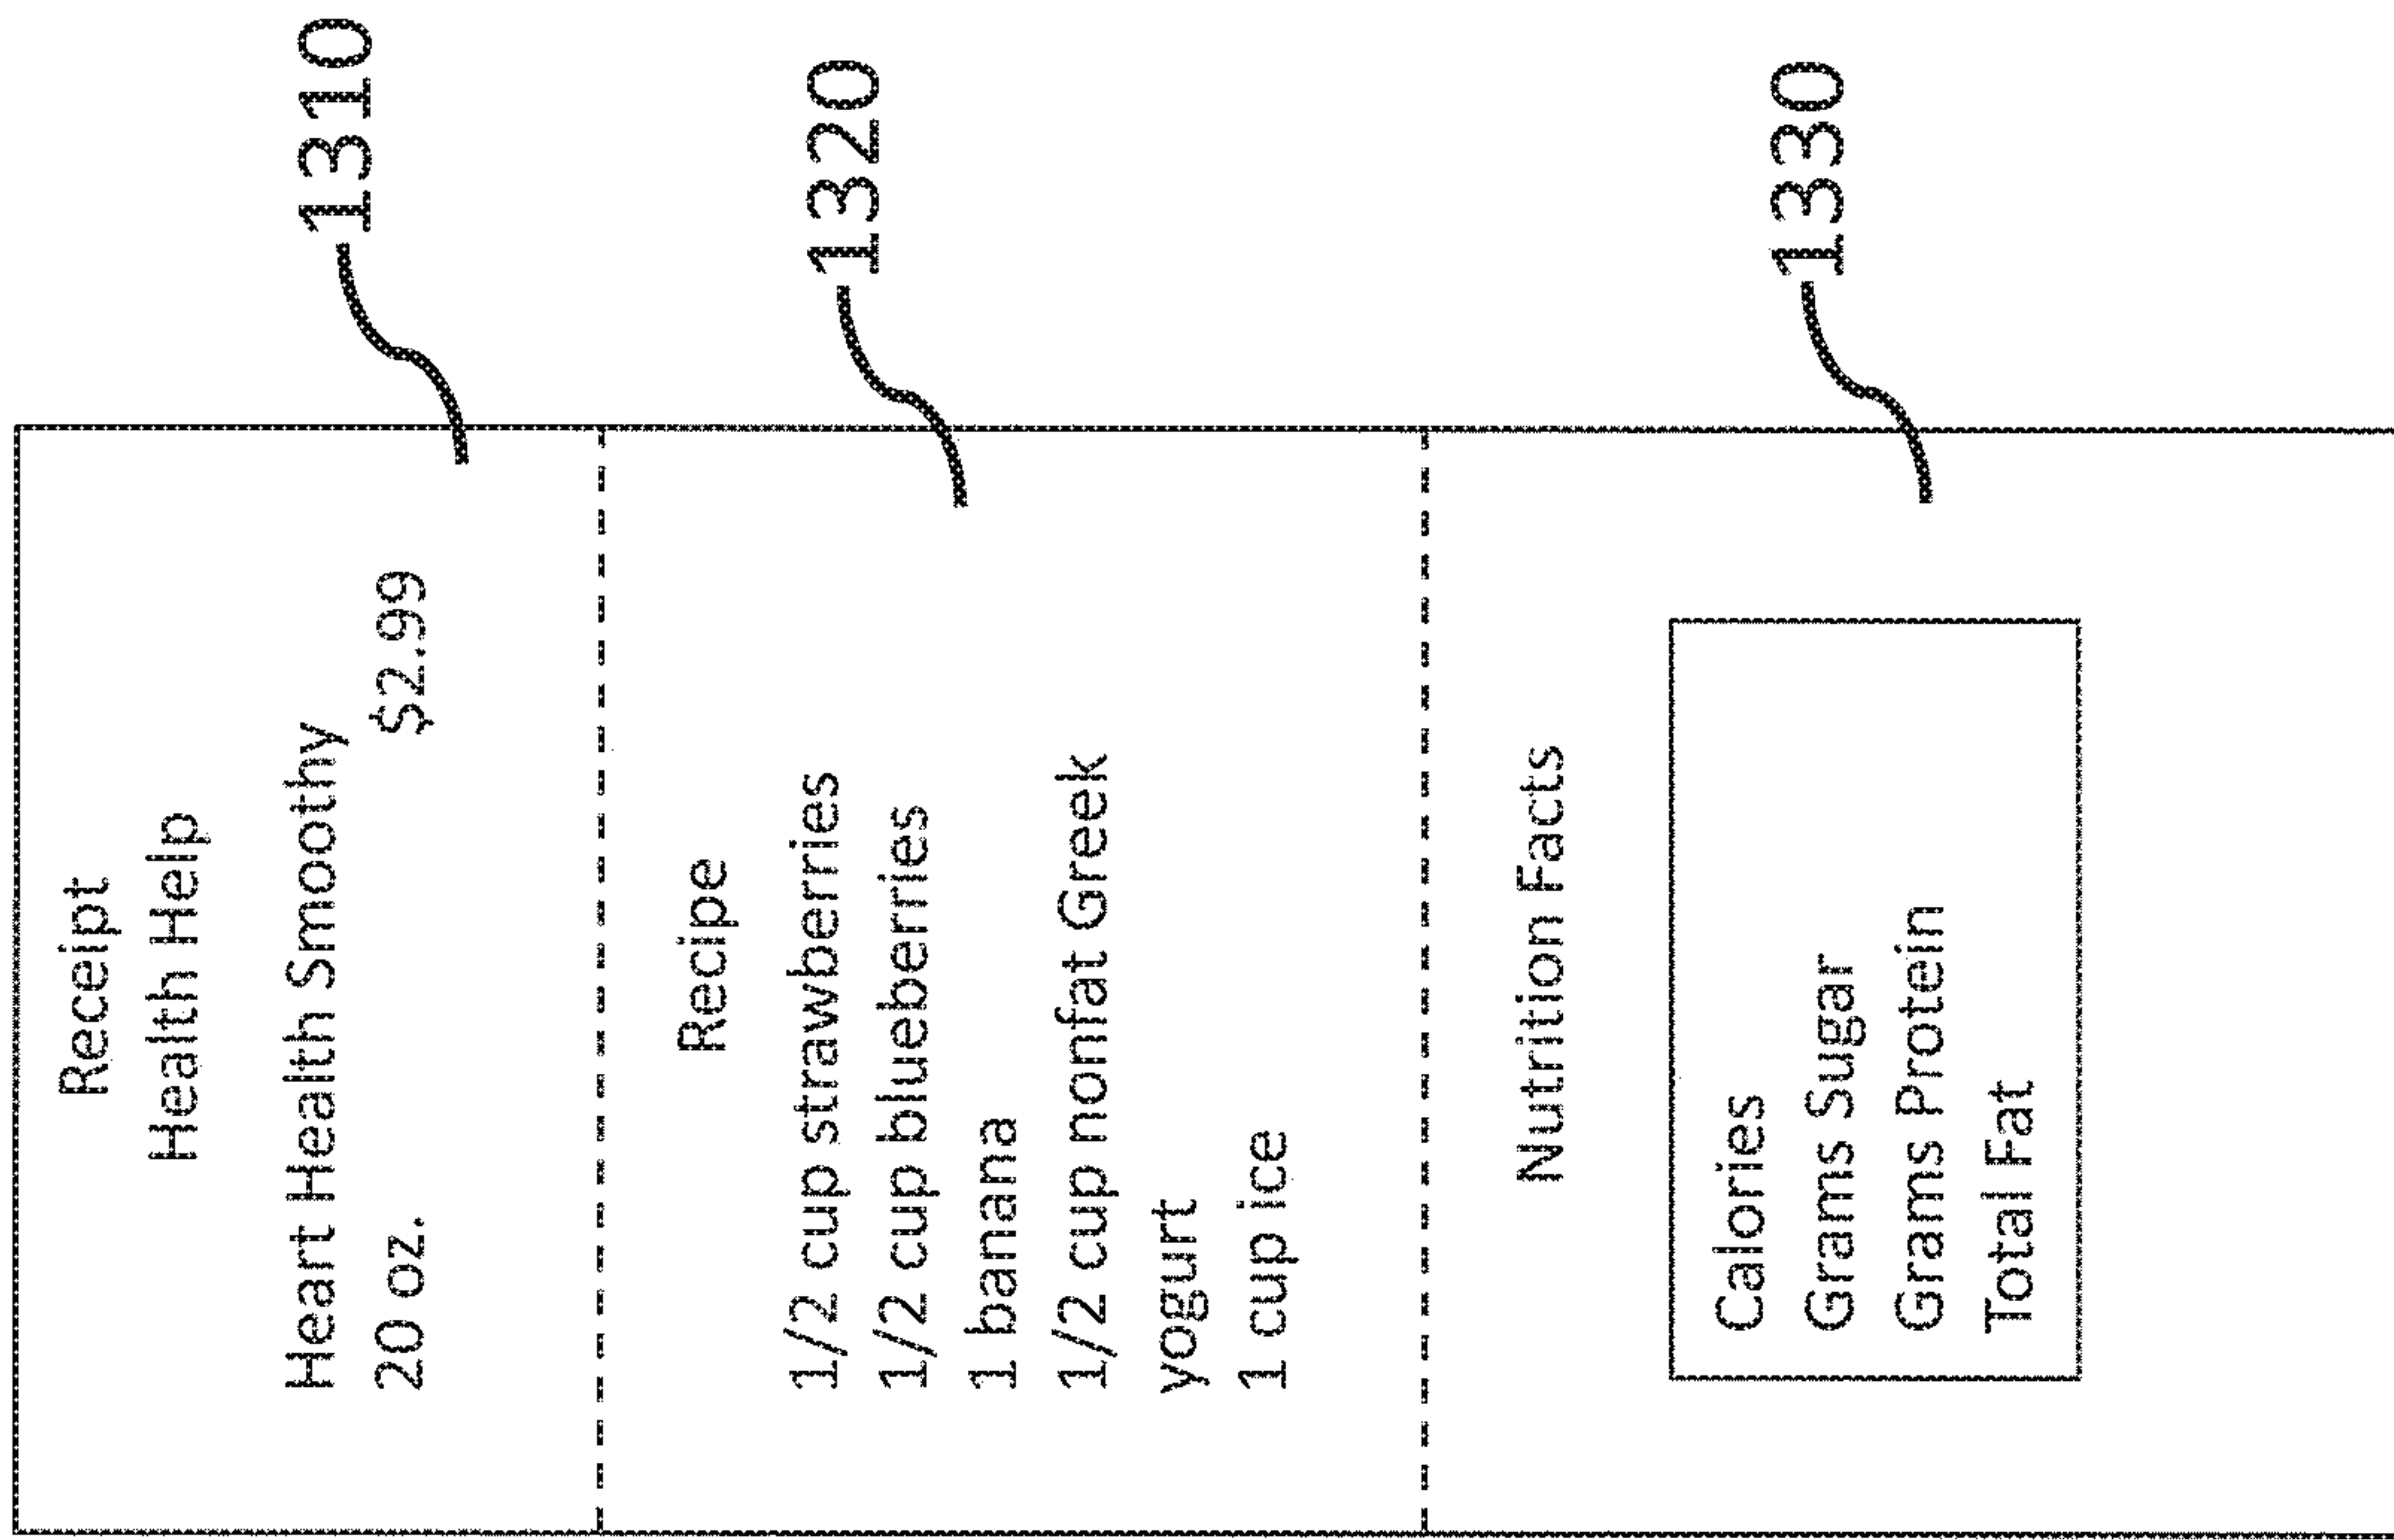 Receipt
Health Help
Heart Health Smoothy
20 oz. $2.99
1310
Recipe
1/2 cup strawberries
1/2 cup blueberries
1 banana
1/2 cup nonfat Greek
yogurt
1 cup ice
1320
Nutrition Facts
Calories
Grams Sugar
Grams Protein
Total Fat
1330